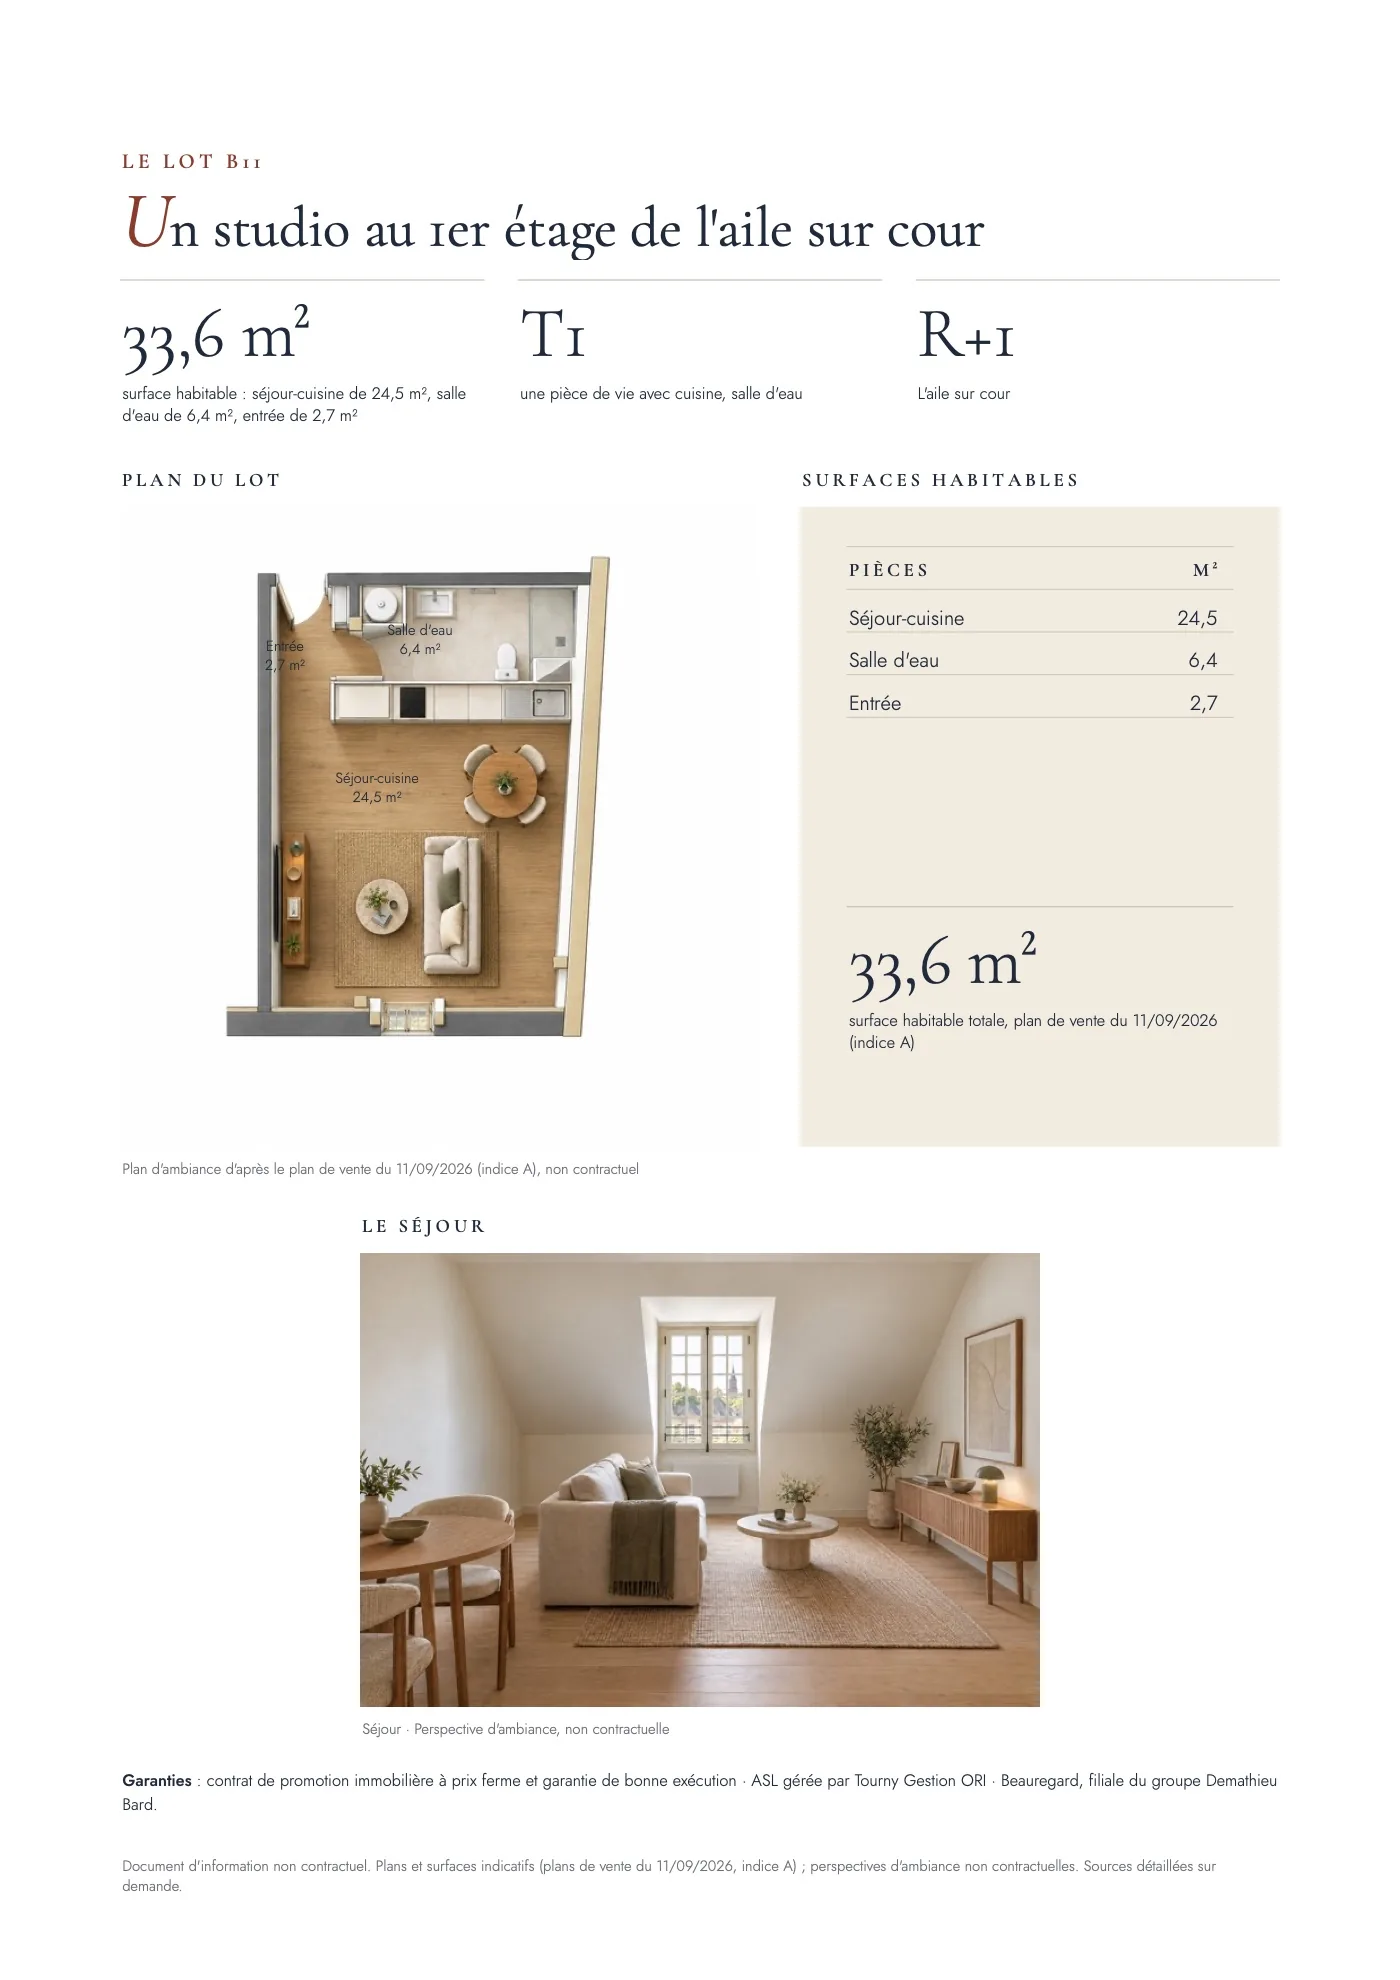 LE LOT B11
Un studio au 1er étage de l'aile sur cour
33,6 m²
surface habitable : séjour-cuisine de 24,5 m², salle
d'eau de 6,4 m², entrée de 2,7 m²
T1
une pièce de vie avec cuisine, salle d'eau
R+1
L'aile sur cour
PLAN DU LOT
Entrée
2,7 m²
Salle d'eau
6,4 m²
Séjour-cuisine
24,5 m²
Plan d'ambiance d'après le plan de vente du 11/09/2026 (indice A), non contractuel
SURFACES HABITABLES
PIÈCES M²
Séjour-cuisine 24,5
Salle d'eau 6,4
Entrée 2,7
33,6 m²
surface habitable totale, plan de vente du 11/09/2026
(indice A)
LE SÉJOUR
Séjour · Perspective d'ambiance, non contractuelle
Garanties : contrat de promotion immobilière à prix ferme et garantie de bonne exécution · ASL gérée par Tourny Gestion ORI · Beauregard, filiale du groupe Demathieu
Bard.
Document d'information non contractuel. Plans et surfaces indicatifs (plans de vente du 11/09/2026, indice A) ; perspectives d'ambiance non contractuelles. Sources détaillées sur
demande.